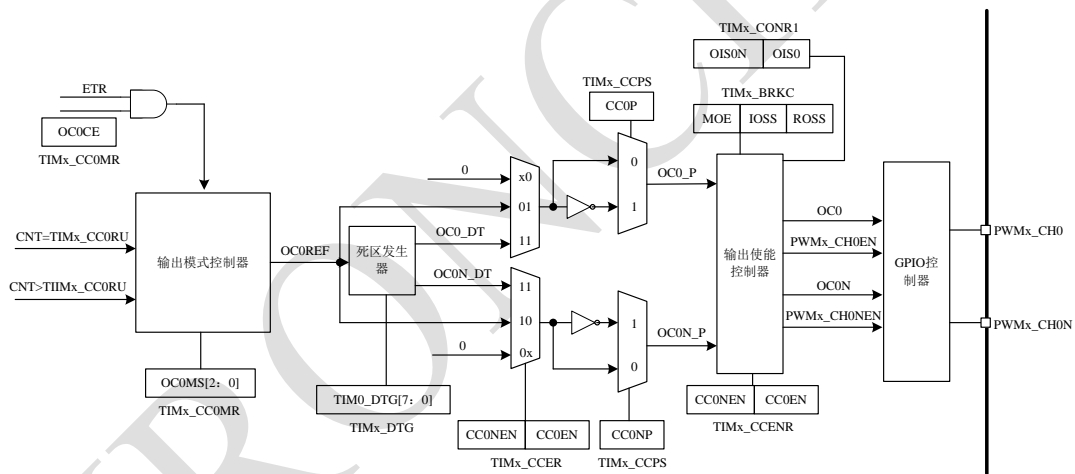 TIMx_CONR1
OIS0N OIS0
ETR
OC0CE
TIMx_CC0MR
TIMx_CCPS
CC0P
TIMx_BRKC
MOE IOSS ROSS
0
x0
01
11
0
1
OC0_P
OC0_DT
CNT=TIMx_CC0RU
CNT>TIIMx_CC0RU
输出模式控制器
OC0REF
死区发生
器
OC0N_DT
11
10
0x
0
1
0
OC0N_P
输出使能
控制器
OC0
PWMx_CH0EN
OC0N
PWMx_CH0NEN
GPIO控
制器
PWMx_CH0
PWMx_CH0N
OC0MS[2：0]
TIMx_CC0MR
TIM0_DTG[7：0]
TIMx_DTG
CC0NEN CC0EN
TIMx_CCER
CC0NP
TIMx_CCPS
CC0NEN CC0EN
TIMx_CCENR